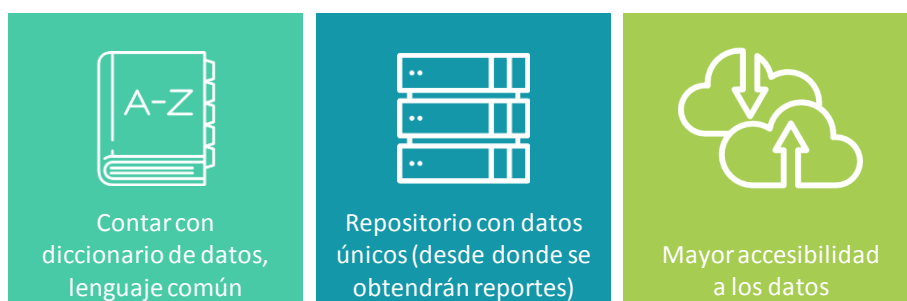 A-Z
Contar con
diccionario de datos,
lenguaje común
Repositorio con datos
únicos (desde donde se
obtendrán reportes)
Mayor accesibilidad
a los datos